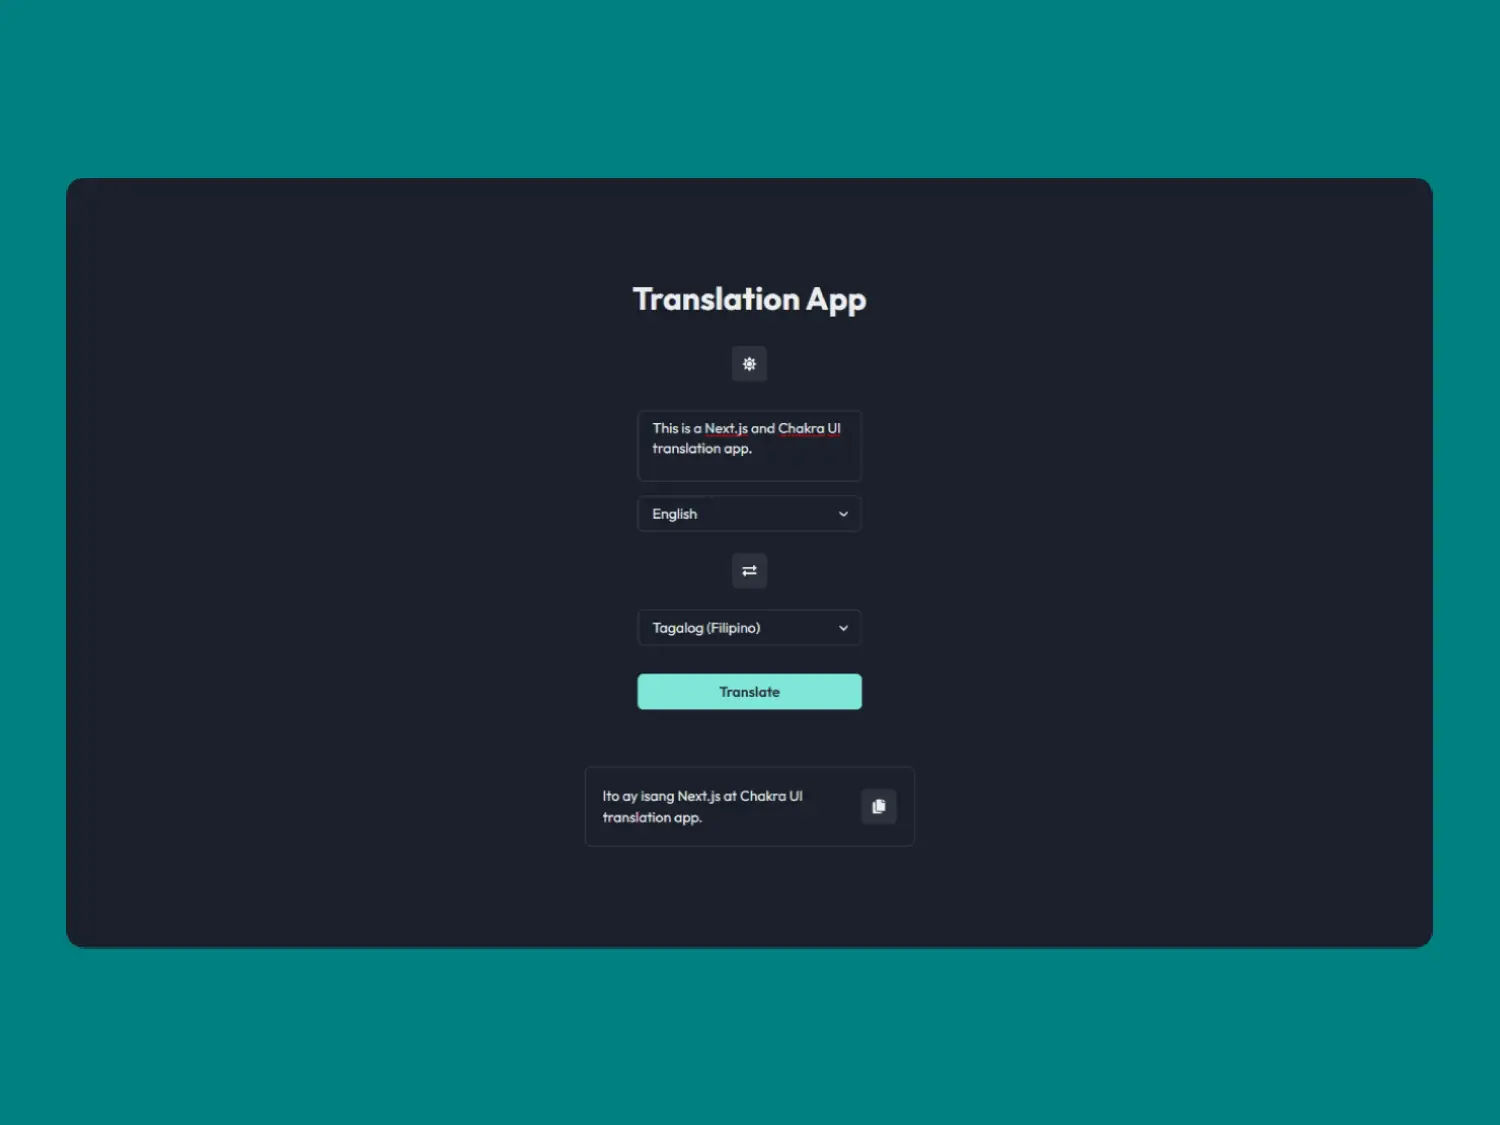 Translation App
This is a Next.js and Chakra UI
translation app.
English
Tagalog (Filipino)
Translate
Ito ay isang Next.js at Chakra UI
translation app.